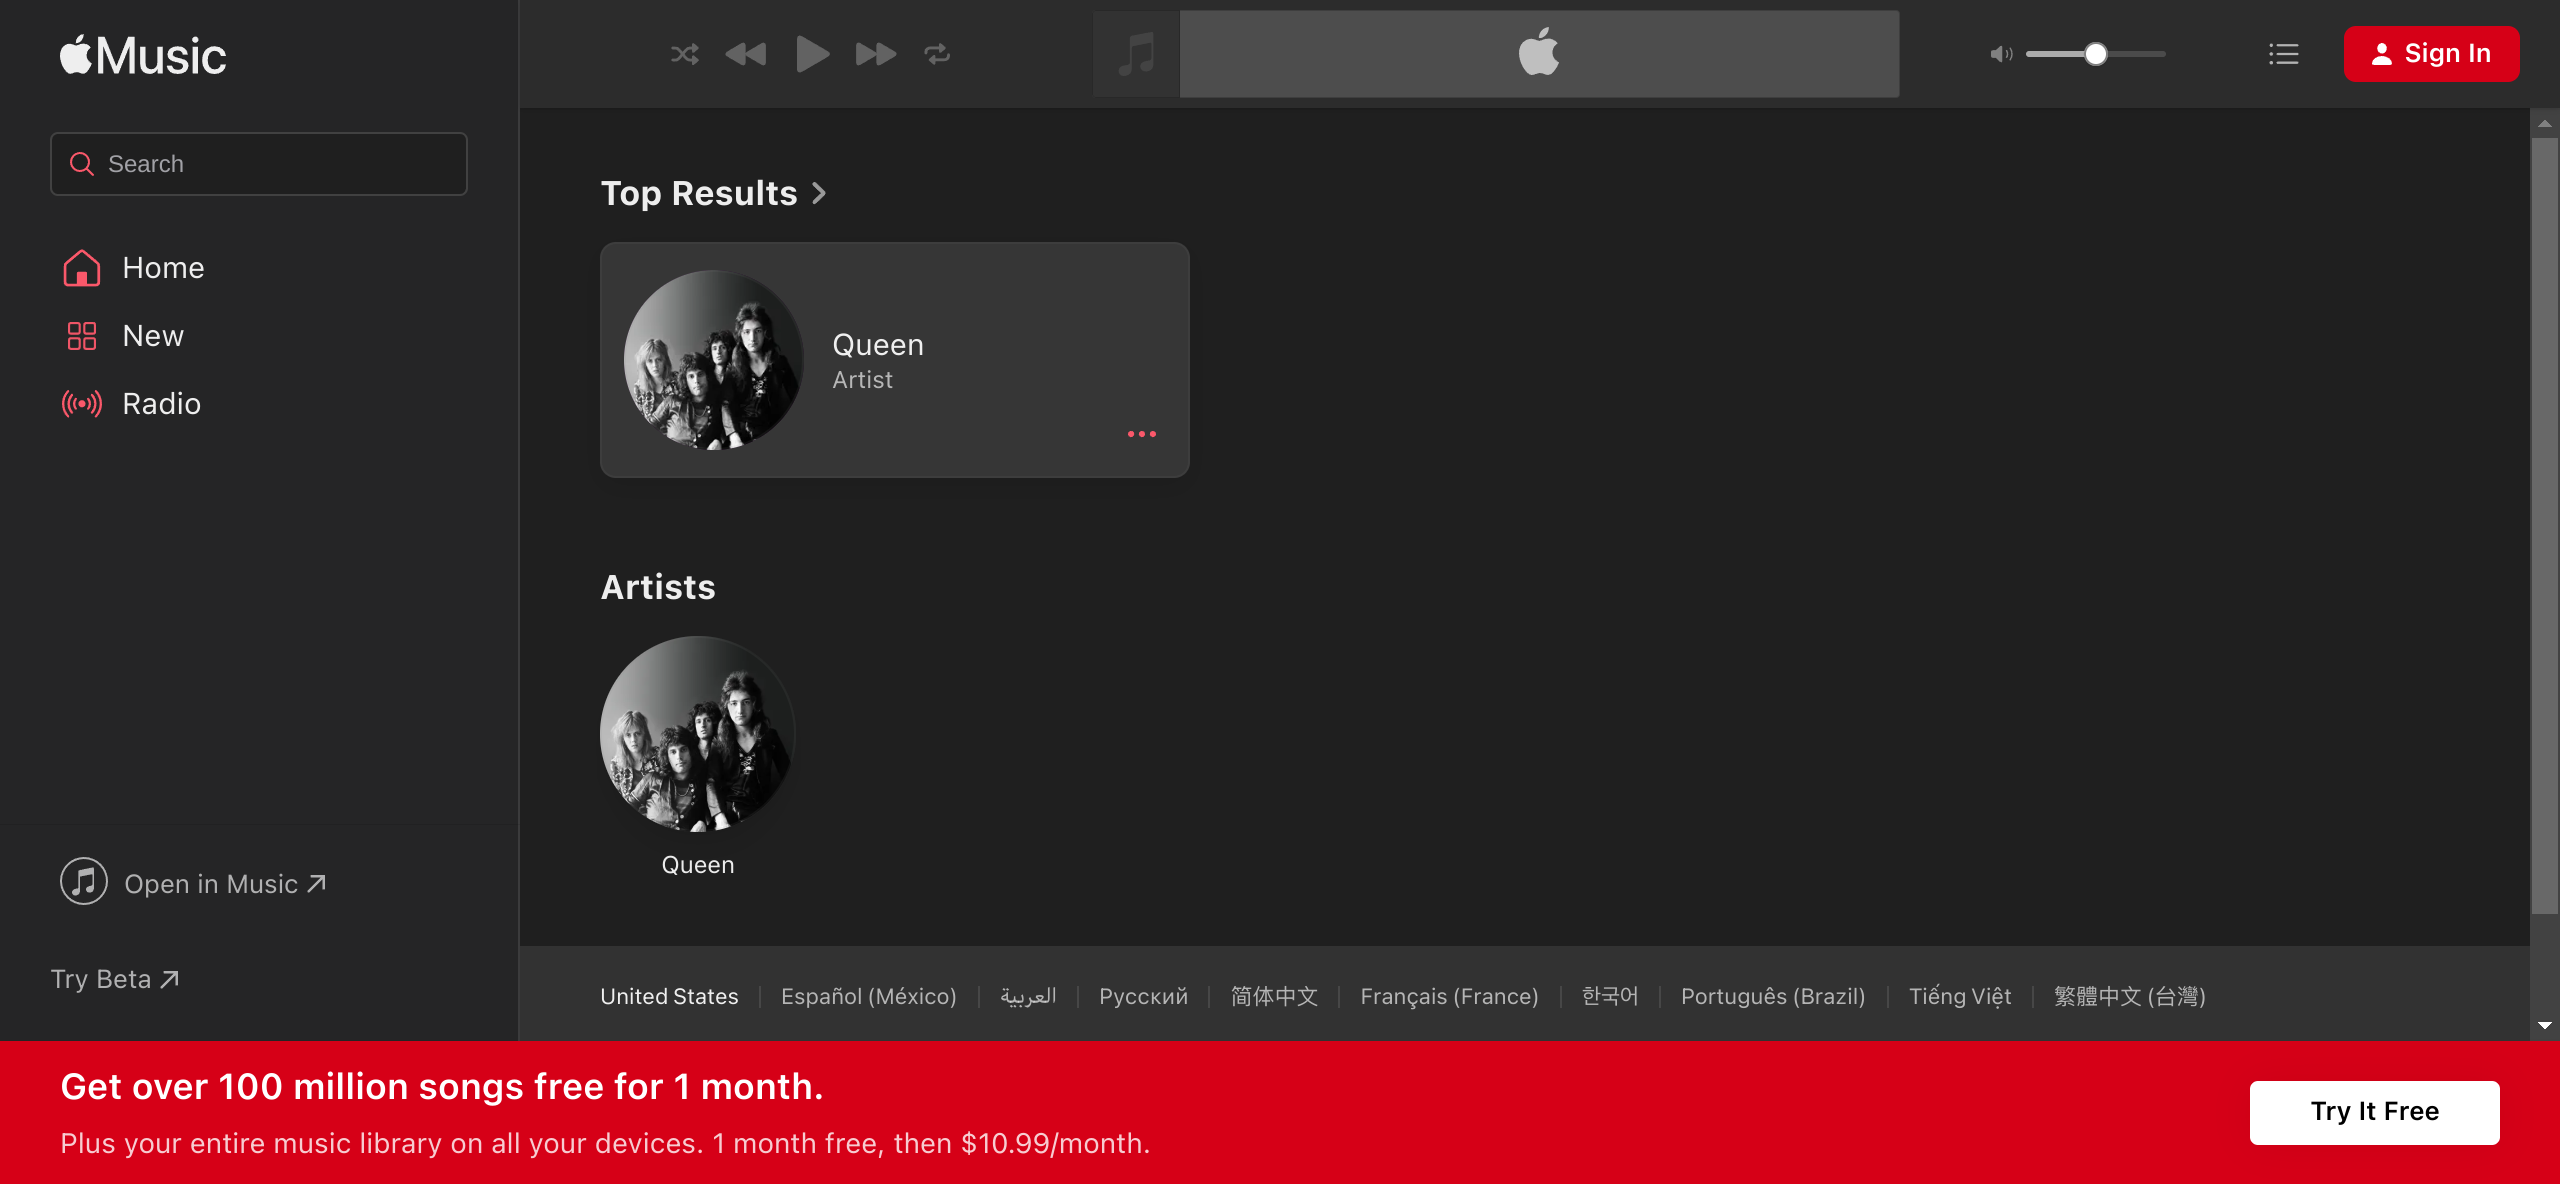 Music
Search
Home
New
Radio
Open in Music
Try Beta
Sign In
Top Results
Queen
Artist
Artists
Queen
United States
Español (México)
العربية
Русский
简体中文
Français (France)
한국어
Português (Brazil)
Tiếng Việt
繁體中文 (台灣)
Get over 100 million songs free for 1 month.
Plus your entire music library on all your devices. 1 month free, then $10.99/month.
Try It Free